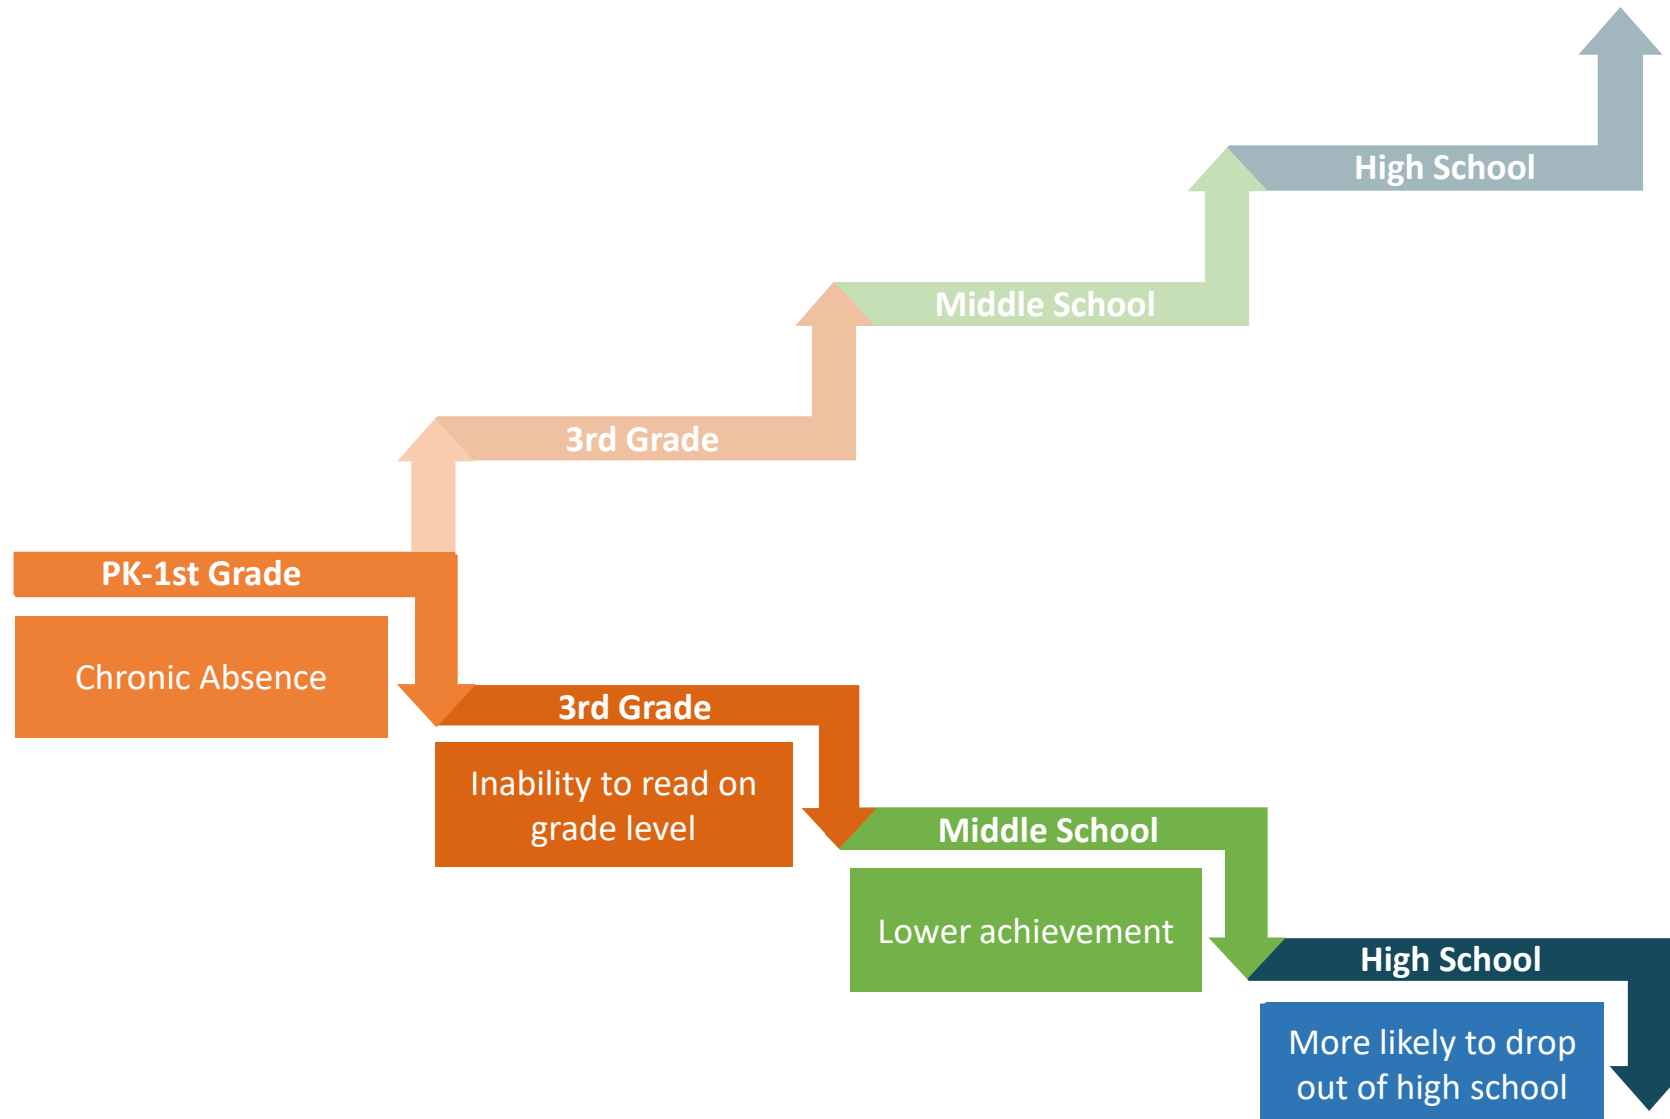 High School
Middle School
3rd Grade
PK-1st Grade
Chronic Absence
3rd Grade
Inability to read on
grade level
Middle School
Lower achievement
High School
More likely to drop
out of high school